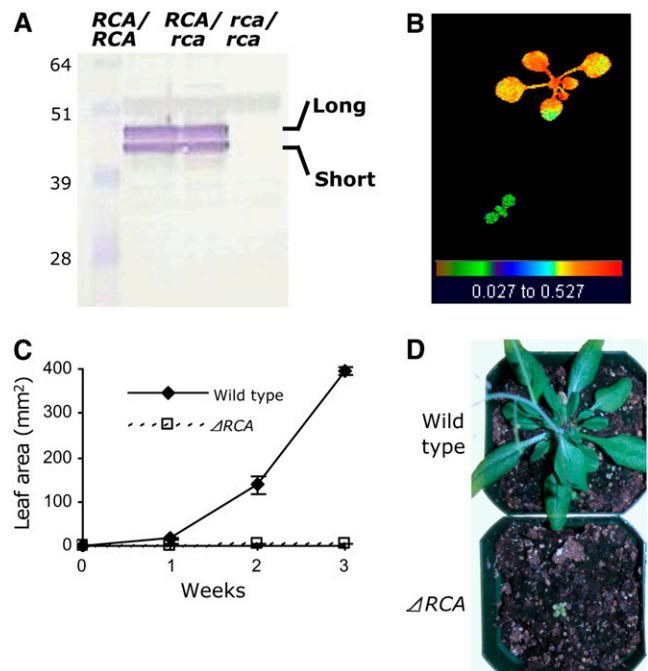 A
RCA/ RCA/ rca/
RCA rca rca
64
51
39
28
Long
Short
B
0.027 to 0.527
C
Leaf area (mm²)
400
300
200
100
0
Wild type
ΔRCA
0 1 2 3
Weeks
D
Wild
type
ΔRCA